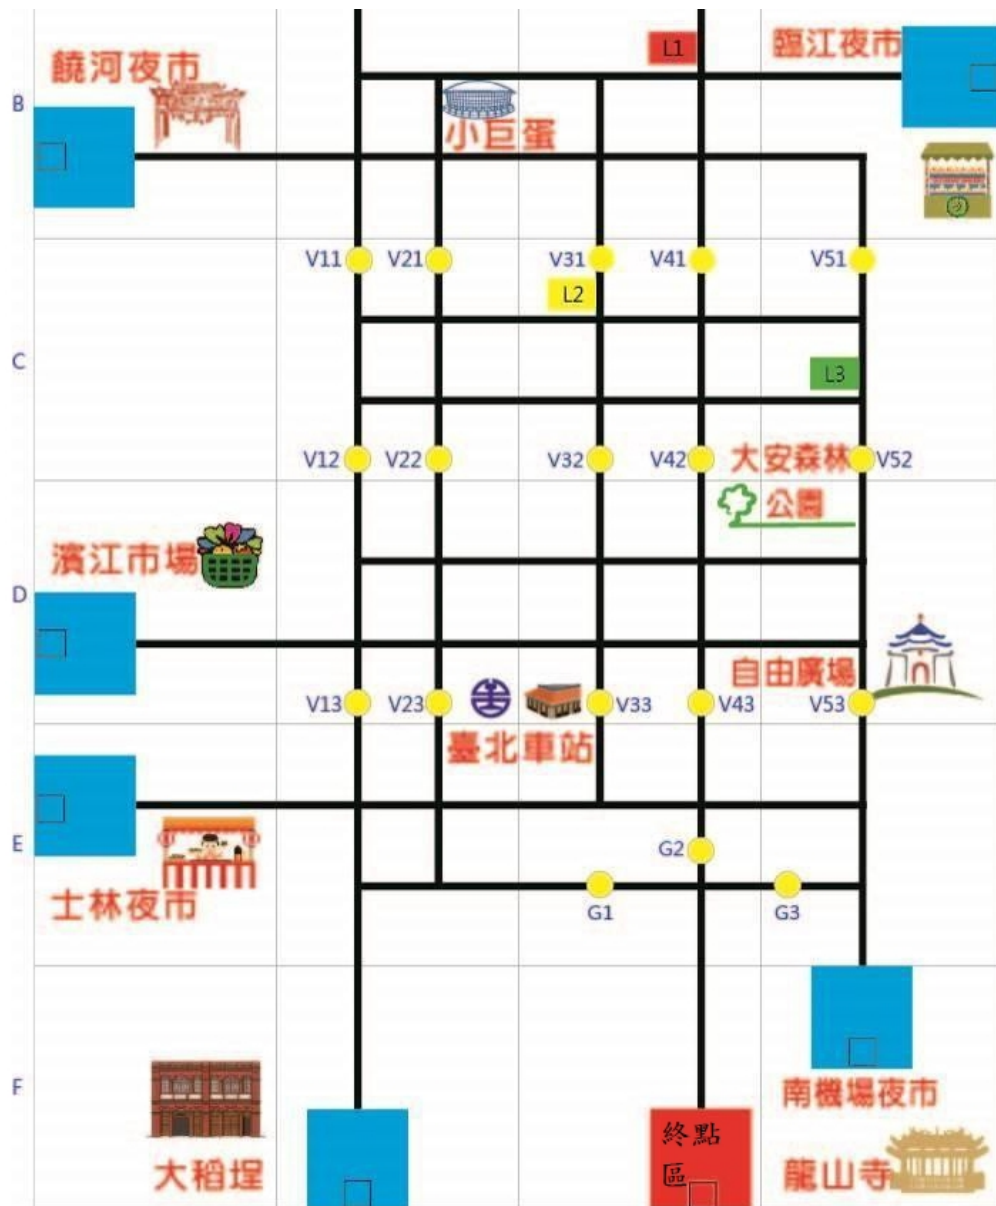 L1
臨江夜市
饒河夜市
B
小巨蛋
V11
V21
V31
V41
V51
L2
C
L3
V12
V22
V32
V42
大安森林
V52
公園
濱江市場
D
自由廣場
V13
V23
V33
V43
V53
臺北車站
E
G2
士林夜市
G1
G3
F
南機場夜市
終點
區
大稻埕
龍山寺